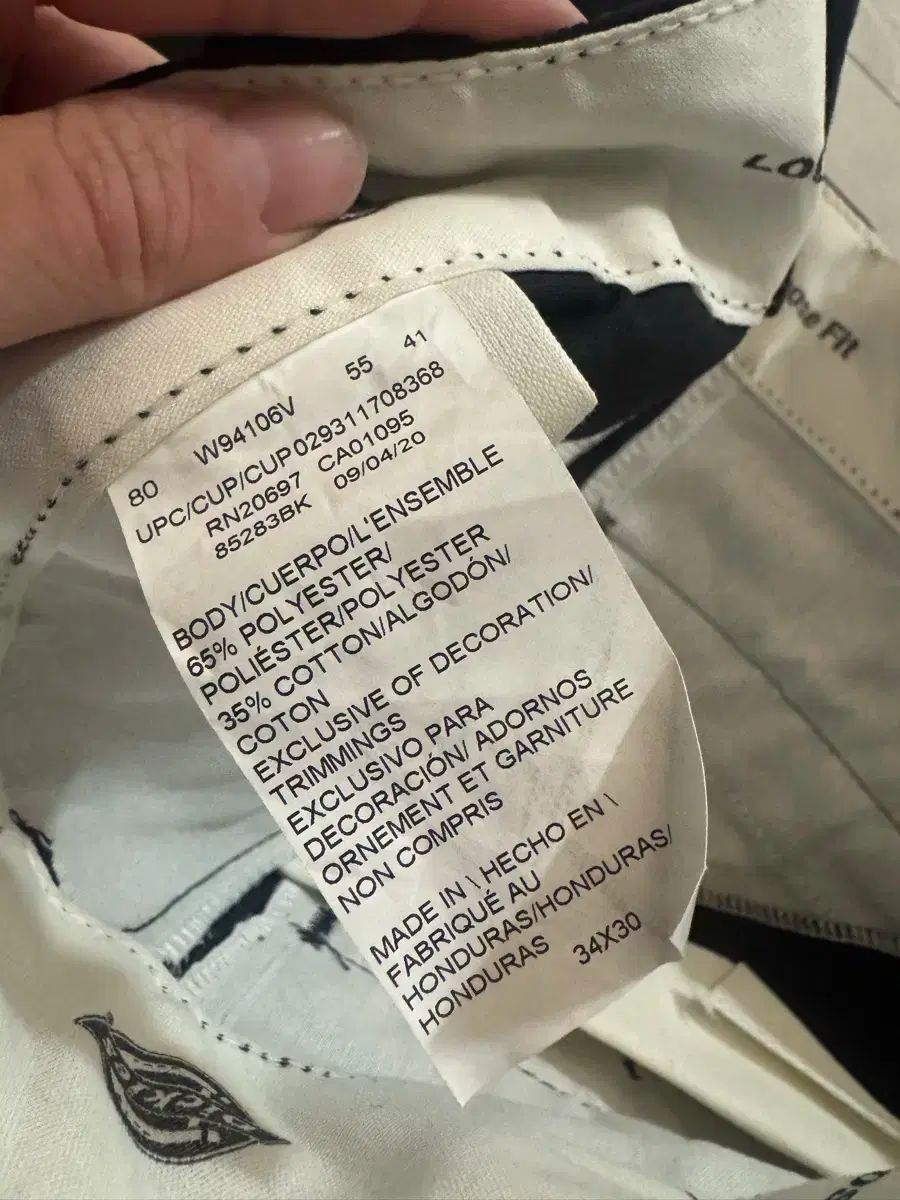 80 W94106V 55 41
UPC/CUP/CUP 029311708368
RN20697 CA01095
85283BK 09/04/20
BODY/CUERPO/L'ENSEMBLE
65% POLYESTER/
POLIÉSTER/POLYESTER
35% COTTON/ALGODÓN/
COTON
EXCLUSIVE OF DECORATION/
TRIMMINGS
EXCLUSIVO PARA
DECORACIÓN/ ADORNOS
ORNEMENT ET GARNITURE
NON COMPRIS
MADE IN \ HECHO EN \
FABRIQUÉ AU
HONDURAS/HONDURAS/
HONDURAS 34X30
Fit